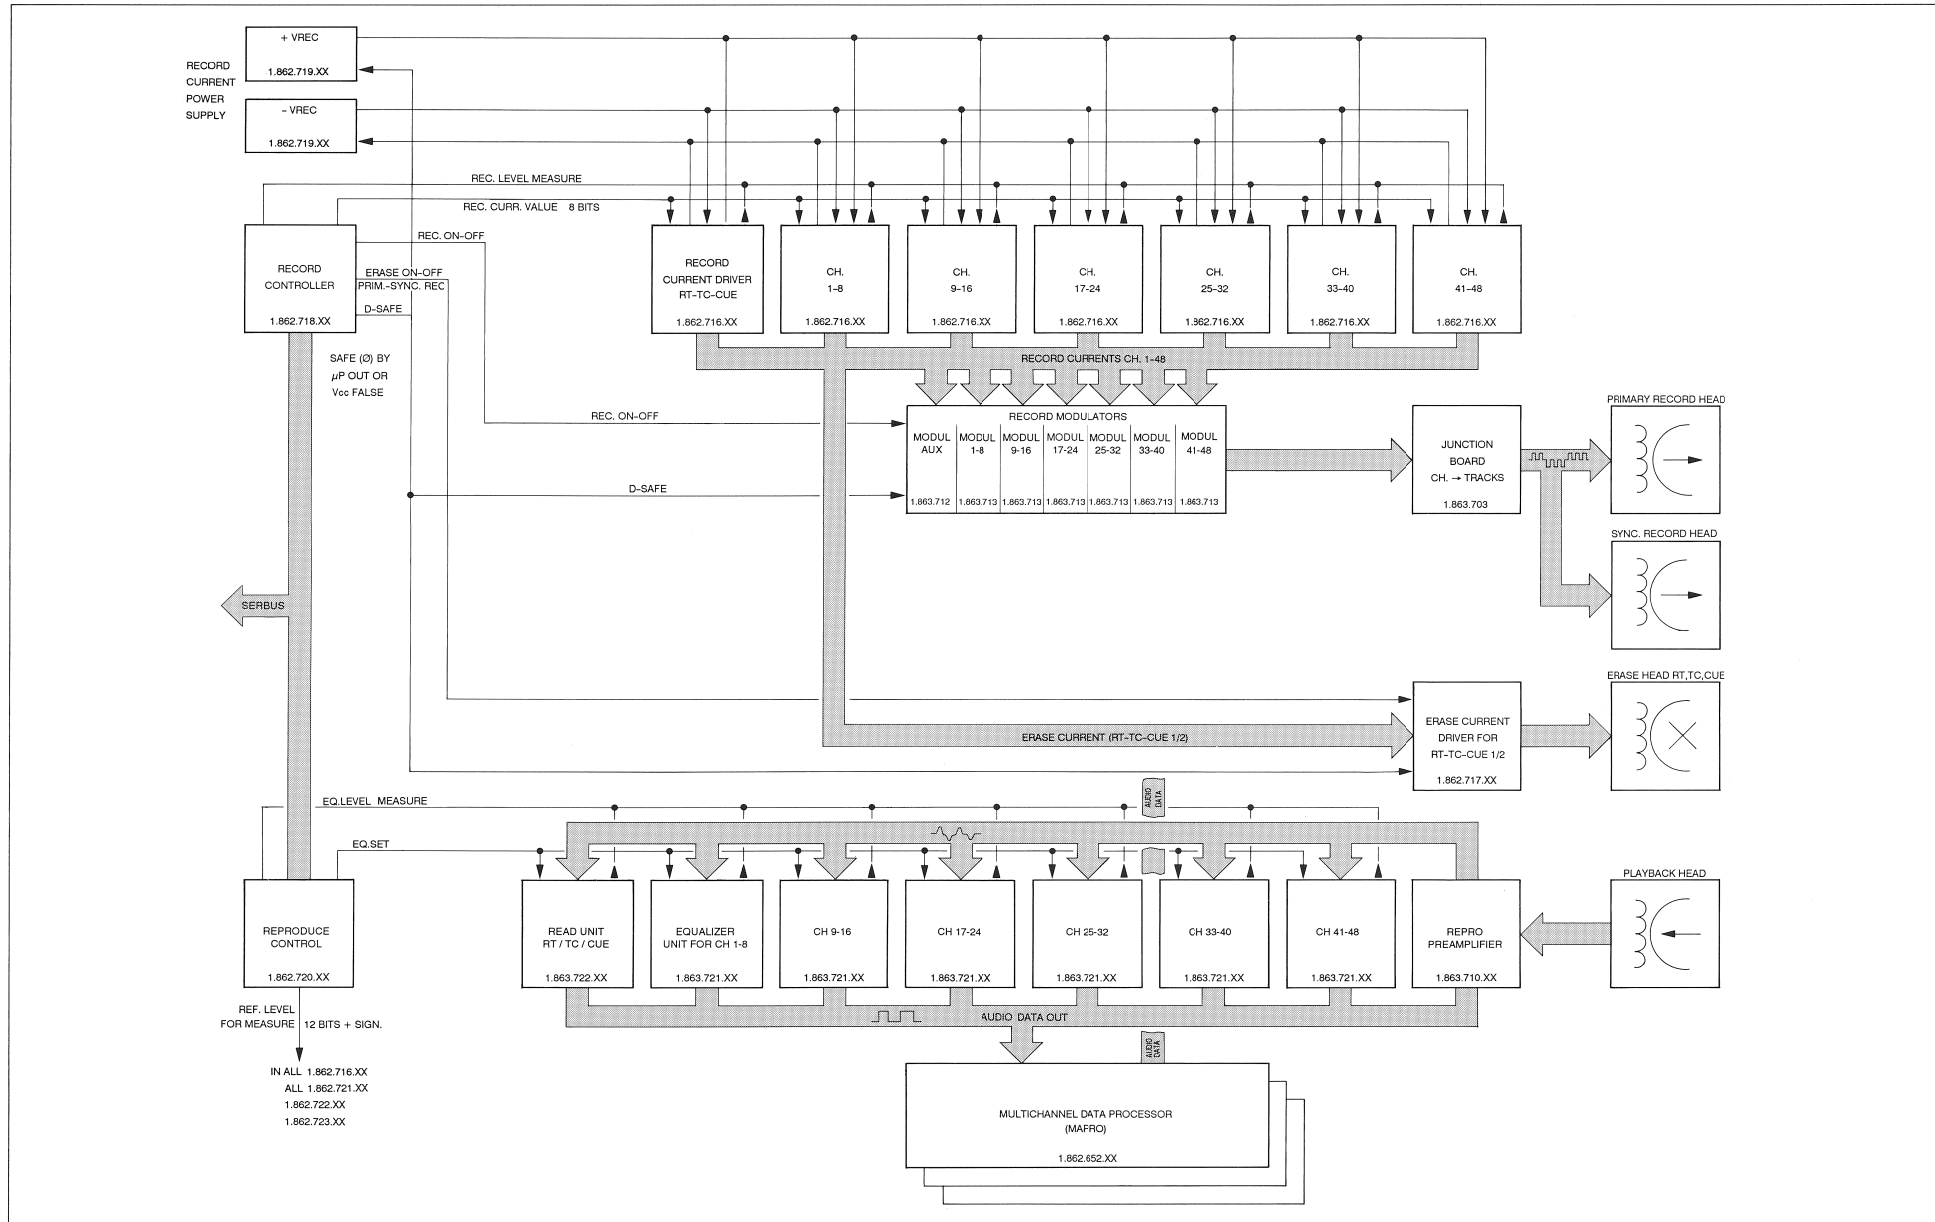 + VREC
1.862.719.XX
RECORD
CURRENT
POWER
SUPPLY
- VREC
1.862.719.XX
REC. LEVEL MEASURE
REC. CURR. VALUE 8 BITS
RECORD
CONTROLLER
1.862.718.XX
REC. ON-OFF
ERASE ON-OFF
PRIM.-SYNC. REC
D-SAFE
SAFE (Ø) BY
µP OUT OR
Vcc FALSE
RECORD
CURRENT DRIVER
RT-TC-CUE
1.862.716.XX
CH.
1-8
1.862.716.XX
CH.
9-16
1.862.716.XX
CH.
17-24
1.862.716.XX
CH.
25-32
1.862.716.XX
CH.
33-40
1.862.716.XX
CH.
41-48
1.862.716.XX
RECORD CURRENTS CH. 1-48
REC. ON-OFF
D-SAFE
RECORD MODULATORS
MODUL
AUX
1.863.712
MODUL
1-8
1.863.713
MODUL
9-16
1.863.713
MODUL
17-24
1.863.713
MODUL
25-32
1.863.713
MODUL
33-40
1.863.713
MODUL
41-48
1.863.713
JUNCTION
BOARD
CH. → TRACKS
1.863.703
PRIMARY RECORD HEAD
SYNC. RECORD HEAD
SERBUS
ERASE HEAD RT,TC,CUE
ERASE CURRENT (RT-TC-CUE 1/2)
ERASE CURRENT
DRIVER FOR
RT-TC-CUE 1/2
1.862.717.XX
AUDIO
DATA
EQ.LEVEL MEASURE
EQ.SET
REPRODUCE
CONTROL
1.862.720.XX
READ UNIT
RT / TC / CUE
1.863.722.XX
EQUALIZER
UNIT FOR CH 1-8
1.863.721.XX
CH 9-16
1.863.721.XX
CH 17-24
1.863.721.XX
CH 25-32
1.863.721.XX
CH 33-40
1.863.721.XX
CH 41-48
1.863.721.XX
REPRO
PREAMPLIFIER
1.863.710.XX
PLAYBACK HEAD
REF. LEVEL
FOR MEASURE 12 BITS + SIGN.
AUDIO DATA OUT
AUDIO
DATA
IN ALL 1.862.716.XX
ALL 1.862.721.XX
1.862.722.XX
1.862.723.XX
MULTICHANNEL DATA PROCESSOR
(MAFRO)
1.862.652.XX